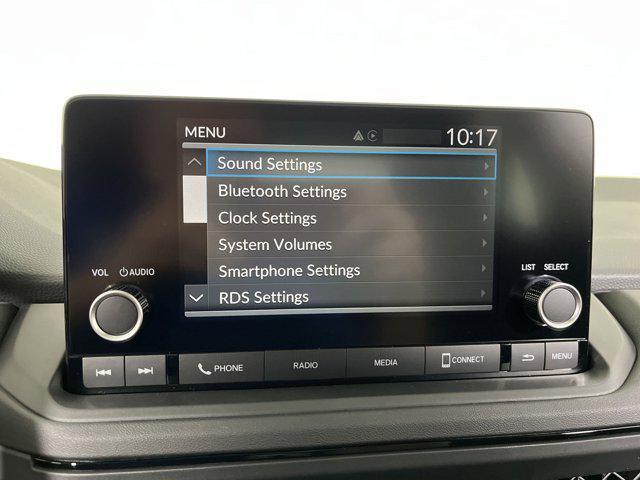 MENU 10:17
Sound Settings
Bluetooth Settings
Clock Settings
System Volumes
Smartphone Settings
RDS Settings
VOL AUDIO
LIST SELECT
PHONE RADIO MEDIA CONNECT MENU